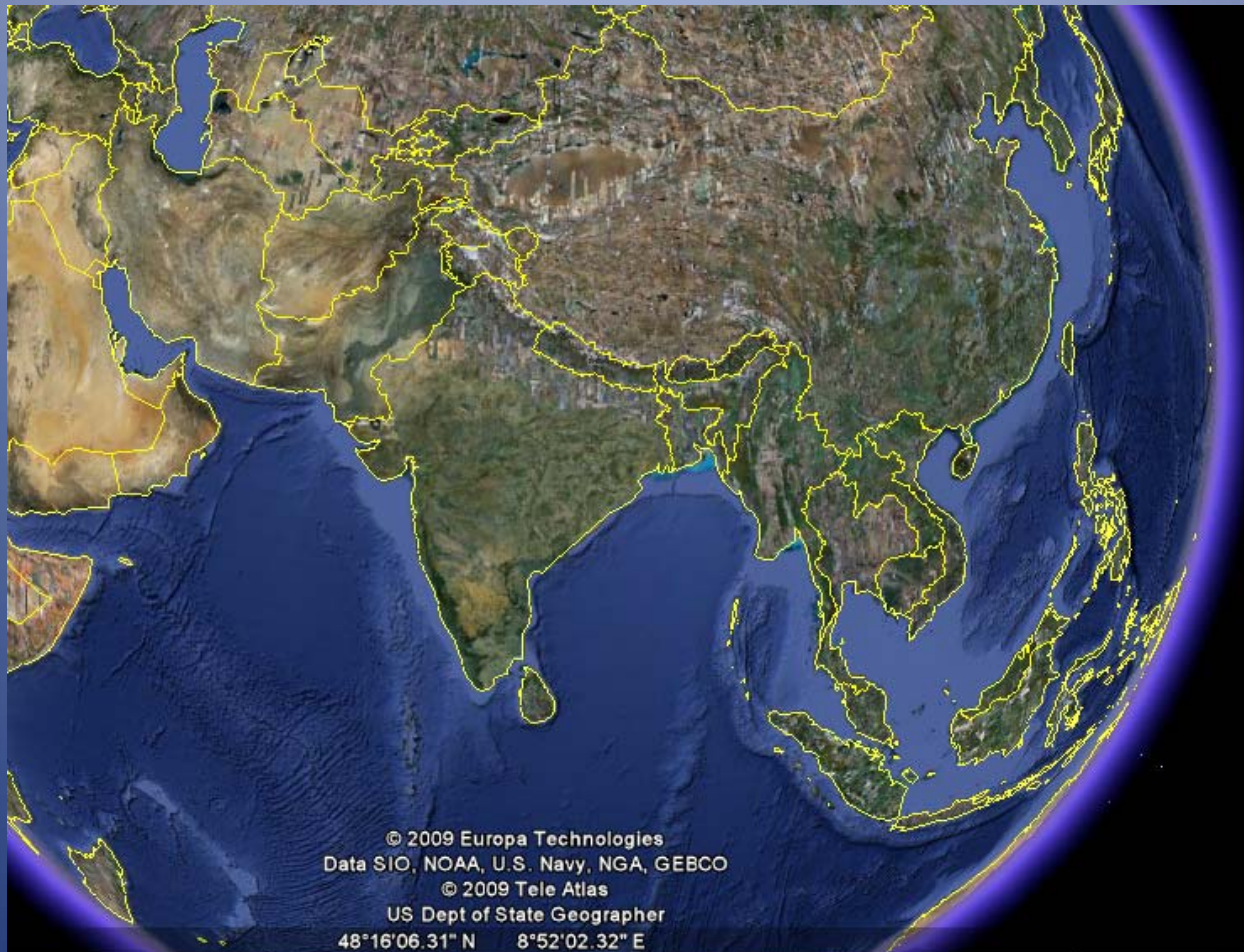 © 2009 Europa Technologies
Data SIO, NOAA, U.S. Navy, NGA, GEBCO
© 2009 Tele Atlas
US Dept of State Geographer
48°16'06.31" N 8°52'02.32" E